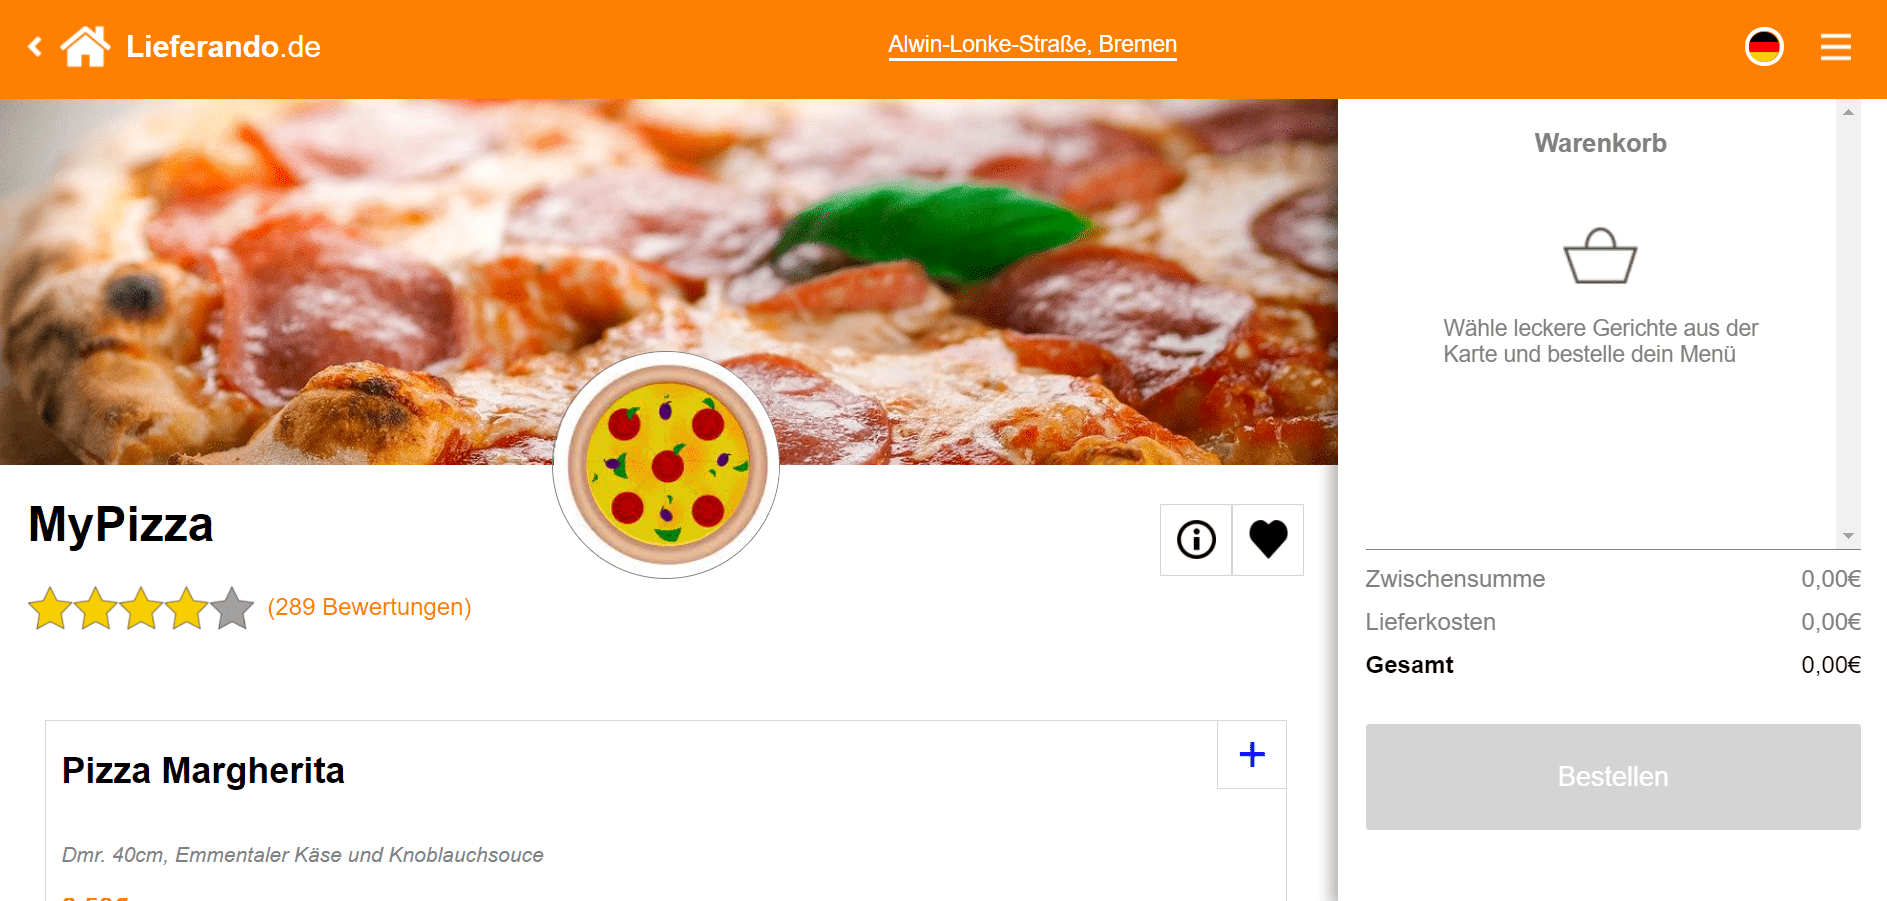 Lieferando.de
Alwin-Lonke-Straße, Bremen
MyPizza
(289 Bewertungen)
Pizza Margherita
+
Dmr. 40cm, Emmentaler Käse und Knoblauchsouce
Warenkorb
Wähle leckere Gerichte aus der
Karte und bestelle dein Menü
Zwischensumme 0,00€
Lieferkosten 0,00€
Gesamt 0,00€
Bestellen